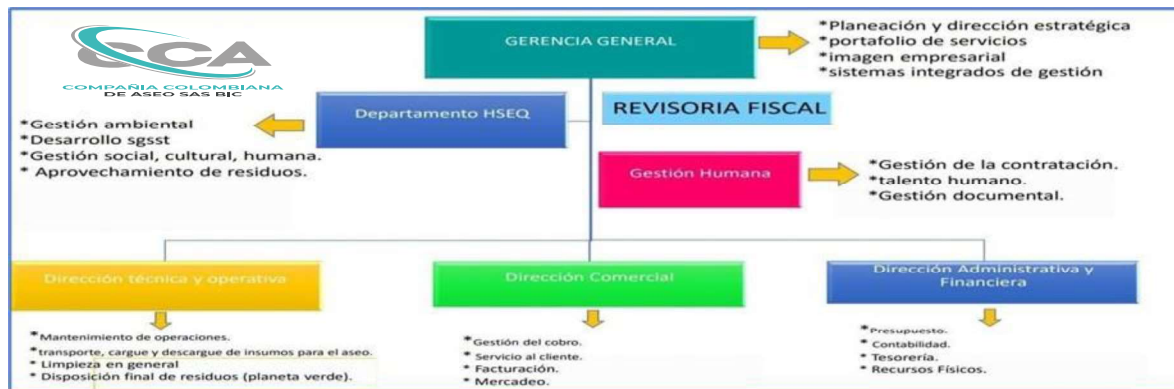 GERENCIA GENERAL
*Planeación y dirección estratégica
*portafolio de servicios
*imagen empresarial
*sistemas integrados de gestión
CCA
COMPAÑIA COLOMBIANA
DE ASEO SAS BIC
Departamento HSEQ
REVISORIA FISCAL
*Gestión ambiental
*Desarrollo sgsst
*Gestión social, cultural, humana.
* Aprovechamiento de residuos.
Gestión Humana
*Gestión de la contratación.
*talento humano.
*Gestión documental.
Dirección técnica y operativa
Dirección Comercial
Dirección Administrativa y
Financiera
*Mantenimiento de operaciones.
*transporte, cargue y descargue de insumos para el aseo.
* Limpieza en general
* Disposición final de residuos (planeta verde).
*Gestión del cobro.
* Servicio al cliente.
* Facturación.
* Mercadeo.
*Presupuesto.
* Contabilidad.
* Tesorería.
* Recursos Físicos.